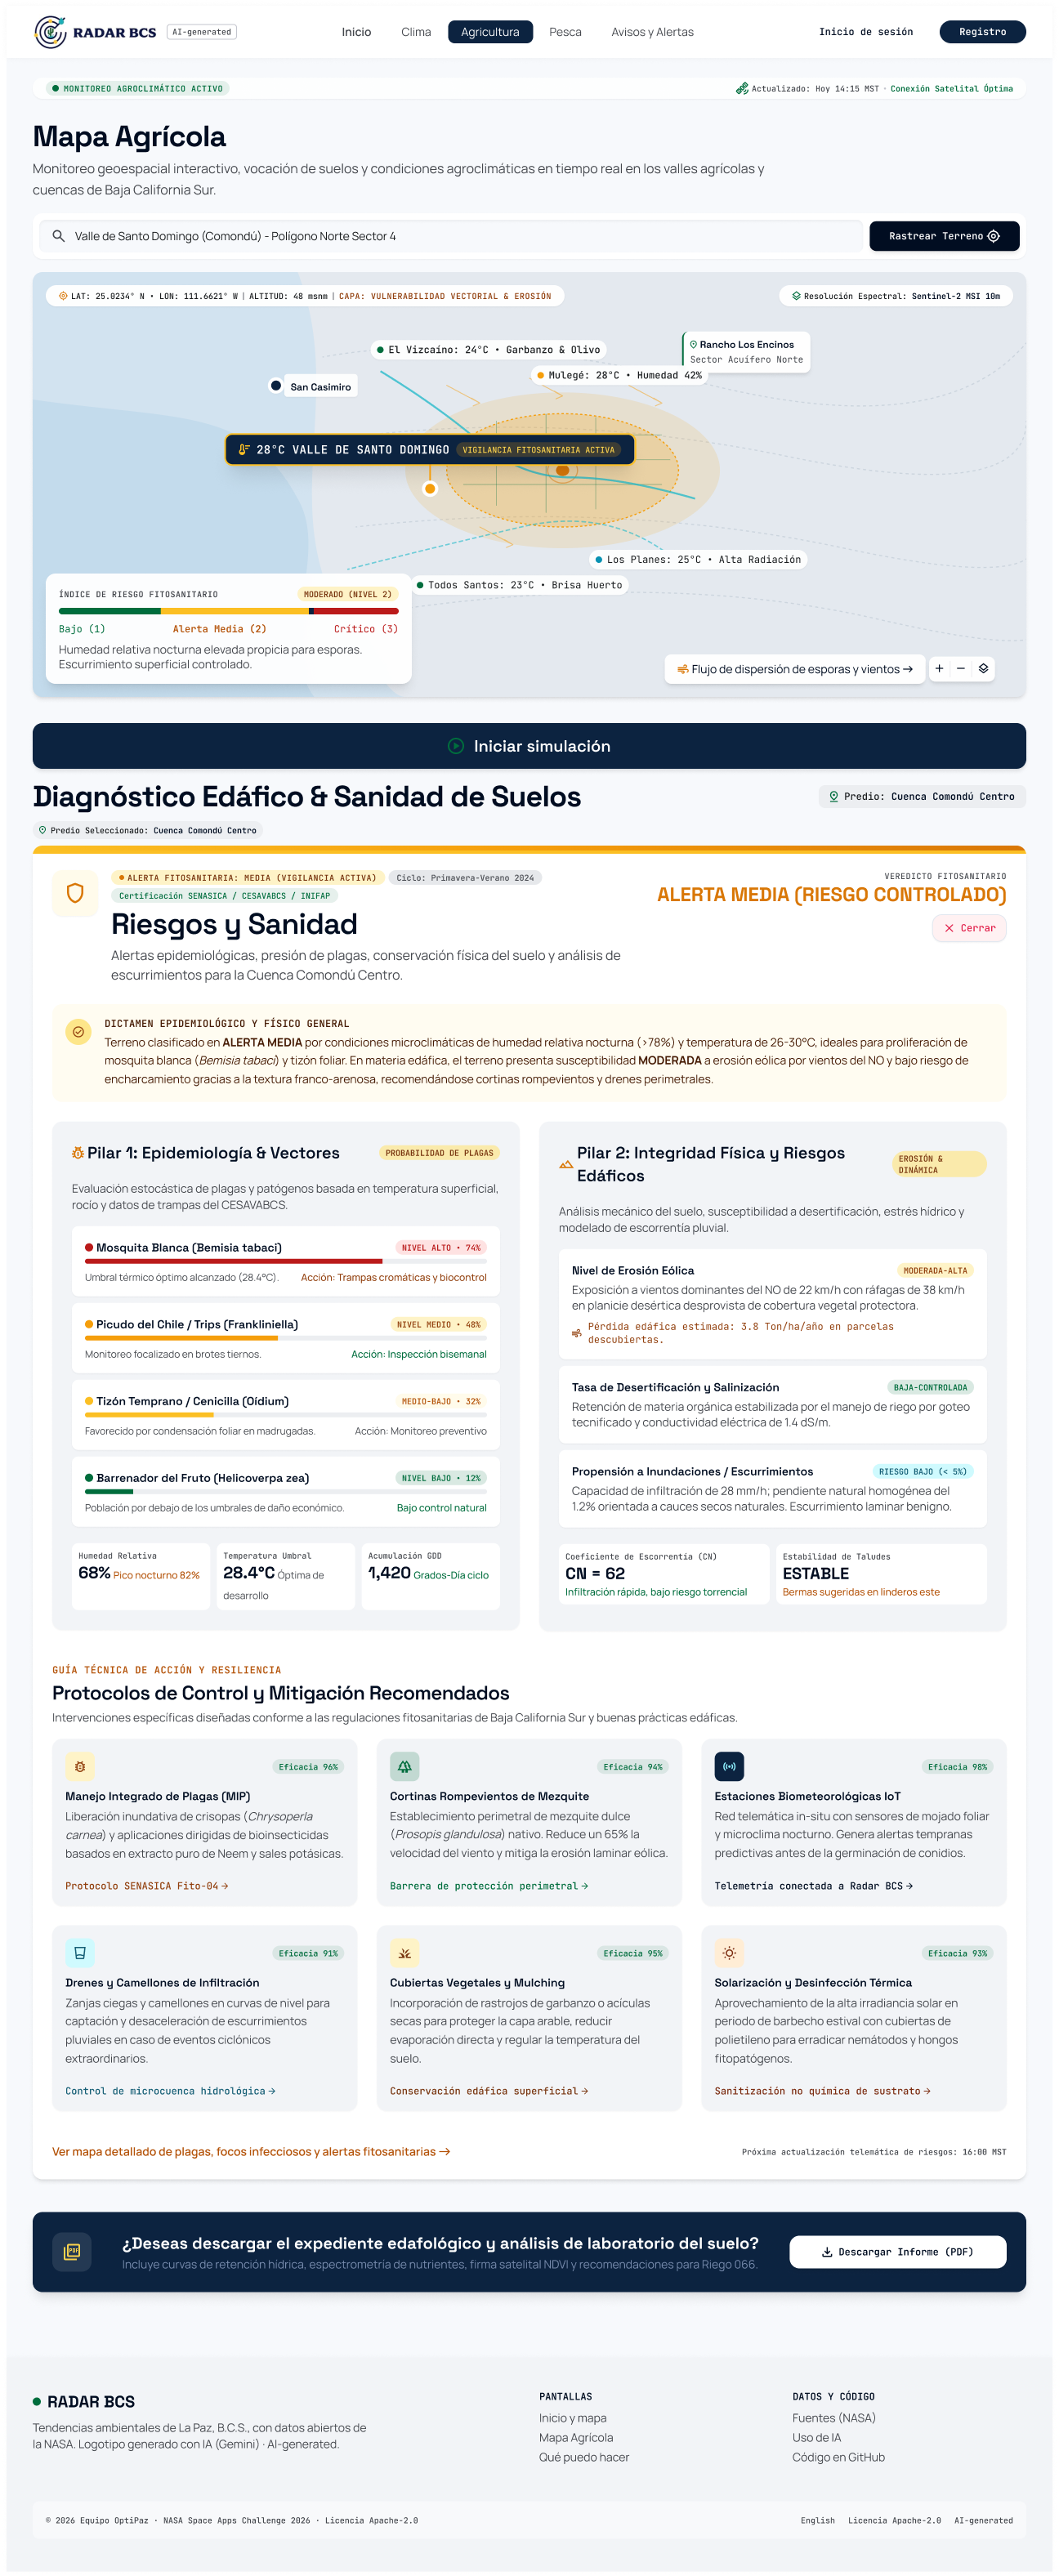 RADAR BCS AI-generated Inicio Clima Agricultura Pesca Avisos y Alertas Inicio de sesión Registro
MONITOREO AGROCLIMÁTICO ACTIVO Actualizado: Hoy 14:15 MST · Conexión Satelital Óptima
Mapa Agrícola
Monitoreo geoespacial interactivo, vocación de suelos y condiciones agroclimáticas en tiempo real en los valles agrícolas y
cuencas de Baja California Sur.
Valle de Santo Domingo (Comondú) - Polígono Norte Sector 4 Rastrear Terreno
LAT: 25.0234° N • LON: 111.6621° W | ALTITUD: 48 msnm | CAPA: VULNERABILIDAD VECTORIAL & EROSIÓN Resolución Espectral: Sentinel-2 MSI 10m
Rancho Los Encinos
El Vizcaíno: 24°C • Garbanzo & Olivo
Sector Acuífero Norte
Mulegé: 28°C • Humedad 42%
San Casimiro
28°C VALLE DE SANTO DOMINGO VIGILANCIA FITOSANITARIA ACTIVA
Los Planes: 25°C • Alta Radiación
Todos Santos: 23°C • Brisa Huerto
ÍNDICE DE RIESGO FITOSANITARIO MODERADO (NIVEL 2)
Bajo (1) Alerta Media (2) Crítico (3)
Humedad relativa nocturna elevada propicia para esporas.
Escurrimiento superficial controlado.
Flujo de dispersión de esporas y vientos →
Iniciar simulación
Diagnóstico Edáfico & Sanidad de Suelos Predio: Cuenca Comondú Centro
Predio Seleccionado: Cuenca Comondú Centro
ALERTA FITOSANITARIA: MEDIA (VIGILANCIA ACTIVA) Ciclo: Primavera-Verano 2024
Certificación SENASICA / CESAVABCS / INIFAP
VEREDICTO FITOSANITARIO
ALERTA MEDIA (RIESGO CONTROLADO)
Cerrar
Riesgos y Sanidad
Alertas epidemiológicas, presión de plagas, conservación física del suelo y análisis de
escurrimientos para la Cuenca Comondú Centro.
DICTAMEN EPIDEMIOLÓGICO Y FÍSICO GENERAL
Terreno clasificado en ALERTA MEDIA por condiciones microclimáticas de humedad relativa nocturna (>78%) y temperatura de 26-30°C, ideales para proliferación de
mosquita blanca (Bemisia tabaci) y tizón foliar. En materia edáfica, el terreno presenta susceptibilidad MODERADA a erosión eólica por vientos del NO y bajo riesgo de
encharcamiento gracias a la textura franco-arenosa, recomendándose cortinas rompevientos y drenes perimetrales.
Pilar 1: Epidemiología & Vectores PROBABILIDAD DE PLAGAS
Evaluación estocástica de plagas y patógenos basada en temperatura superficial,
rocío y datos de trampas del CESAVABCS.
Mosquita Blanca (Bemisia tabaci) NIVEL ALTO • 74%
Umbral térmico óptimo alcanzado (28.4°C). Acción: Trampas cromáticas y biocontrol
Picudo del Chile / Trips (Frankliniella) NIVEL MEDIO • 48%
Monitoreo focalizado en brotes tiernos. Acción: Inspección bisemanal
Tizón Temprano / Cenicilla (Oídium) MEDIO-BAJO • 32%
Favorecido por condensación foliar en madrugadas. Acción: Monitoreo preventivo
Barrenador del Fruto (Helicoverpa zea) NIVEL BAJO • 12%
Población por debajo de los umbrales de daño económico. Bajo control natural
Humedad Relativa
68% Pico nocturno 82%
Temperatura Umbral
28.4°C Óptima de
desarrollo
Acumulación GDD
1,420 Grados-Día ciclo
Pilar 2: Integridad Física y Riesgos
Edáficos
EROSIÓN &
DINÁMICA
Análisis mecánico del suelo, susceptibilidad a desertificación, estrés hídrico y
modelado de escorrentía pluvial.
Nivel de Erosión Eólica MODERADA-ALTA
Exposición a vientos dominantes del NO de 22 km/h con ráfagas de 38 km/h
en planicie desértica desprovista de cobertura vegetal protectora.
Pérdida edáfica estimada: 3.8 Ton/ha/año en parcelas
descubiertas.
Tasa de Desertificación y Salinización BAJA-CONTROLADA
Retención de materia orgánica estabilizada por el manejo de riego por goteo
tecnificado y conductividad eléctrica de 1.4 dS/m.
Propensión a Inundaciones / Escurrimientos RIESGO BAJO (< 5%)
Capacidad de infiltración de 28 mm/h; pendiente natural homogénea del
1.2% orientada a cauces secos naturales. Escurrimiento laminar benigno.
Coeficiente de Escorrentía (CN)
CN = 62
Infiltración rápida, bajo riesgo torrencial
Estabilidad de Taludes
ESTABLE
Bermas sugeridas en linderos este
GUÍA TÉCNICA DE ACCIÓN Y RESILIENCIA
Protocolos de Control y Mitigación Recomendados
Intervenciones específicas diseñadas conforme a las regulaciones fitosanitarias de Baja California Sur y buenas prácticas edáficas.
Eficacia 96%
Manejo Integrado de Plagas (MIP)
Liberación inundativa de crisopas (Chrysoperla
carnea) y aplicaciones dirigidas de bioinsecticidas
basados en extracto puro de Neem y sales potásicas.
Protocolo SENASICA Fito-04 →
Eficacia 94%
Cortinas Rompevientos de Mezquite
Establecimiento perimetral de mezquite dulce
(Prosopis glandulosa) nativo. Reduce un 65% la
velocidad del viento y mitiga la erosión laminar eólica.
Barrera de protección perimetral →
Eficacia 98%
Estaciones Biometeorológicas IoT
Red telemática in-situ con sensores de mojado foliar
y microclima nocturno. Genera alertas tempranas
predictivas antes de la germinación de conidios.
Telemetría conectada a Radar BCS →
Eficacia 91%
Drenes y Camellones de Infiltración
Zanjas ciegas y camellones en curvas de nivel para
captación y desaceleración de escurrimientos
pluviales en caso de eventos ciclónicos
extraordinarios.
Control de microcuenca hidrológica →
Eficacia 95%
Cubiertas Vegetales y Mulching
Incorporación de rastrojos de garbanzo o acículas
secas para proteger la capa arable, reducir
evaporación directa y regular la temperatura del
suelo.
Conservación edáfica superficial →
Eficacia 93%
Solarización y Desinfección Térmica
Aprovechamiento de la alta irradiancia solar en
periodo de barbecho estival con cubiertas de
polietileno para erradicar nemátodos y hongos
fitopatógenos.
Sanitización no química de sustrato →
Ver mapa detallado de plagas, focos infecciosos y alertas fitosanitarias → Próxima actualización telemática de riesgos: 16:00 MST
PDF
¿Deseas descargar el expediente edafológico y análisis de laboratorio del suelo?
Incluye curvas de retención hídrica, espectrometría de nutrientes, firma satelital NDVI y recomendaciones para Riego 066.
Descargar Informe (PDF)
RADAR BCS
Tendencias ambientales de La Paz, B.C.S., con datos abiertos de
la NASA. Logotipo generado con IA (Gemini) · AI-generated.
PANTALLAS
Inicio y mapa
Mapa Agrícola
Qué puedo hacer
DATOS Y CÓDIGO
Fuentes (NASA)
Uso de IA
Código en GitHub
© 2026 Equipo OptiPaz · NASA Space Apps Challenge 2026 · Licencia Apache-2.0 English Licencia Apache-2.0 AI-generated